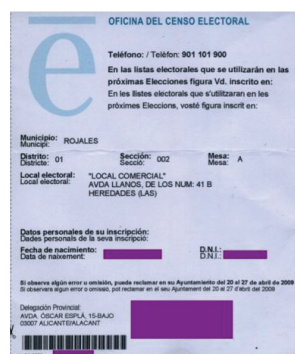 OFICINA DEL CENSO ELECTORAL
Teléfono: / Telèfon: 901 101 900
En las listas electorales que se utilizarán en las
próximas Elecciones figura Vd. inscrito en:
En les llistes electorals que s'utilitzaran en les
próximes Eleccions, vosté figura inscrit en:
Municipio: ROJALES
Municipi:
Distrito: 01 Sección: 002 Mesa: A
Districte: Secció: Mesa:
Local electoral: "LOCAL COMERCIAL"
Local electoral: AVDA LLANOS, DE LOS NUM: 41 B
HEREDADES (LAS)
Datos personales de su inscripción:
Dades personals de la seva inscripció:
Fecha de nacimiento: D.N.I.:
Data de naixement: D.N.I.:
Si observa algún error u omisión, puede reclamar en su Ayuntamiento del 20 al 27 de abril de 2009
Si observara algun error o omissió, pot reclamar en el seu Ajuntament del 20 al 27 d'abril del 2009
Delegación Provincial:
AVDA. ÓSCAR ESPLÁ, 15-BAJO
03007 ALICANTE/ALACANT